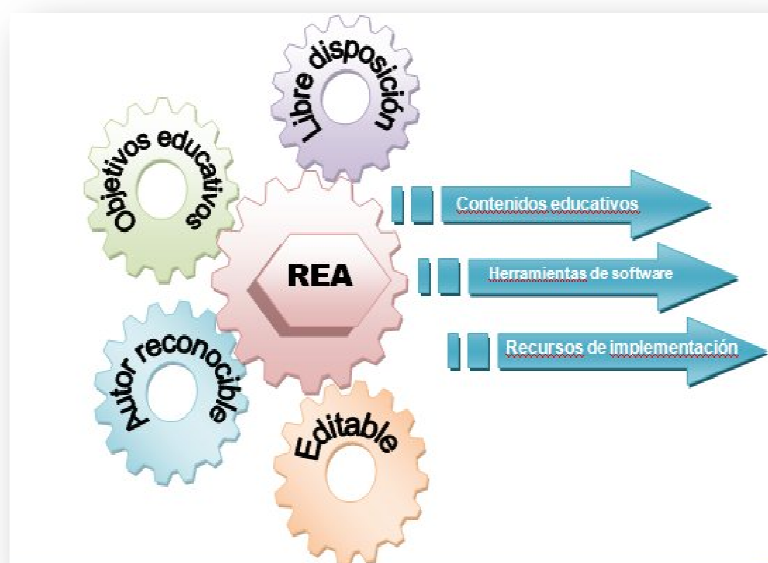 Libre disposición
Objetivos educativos
REA
Autor reconocible
Editable
Contenidos educativos
Herramientas de software
Recursos de implementación